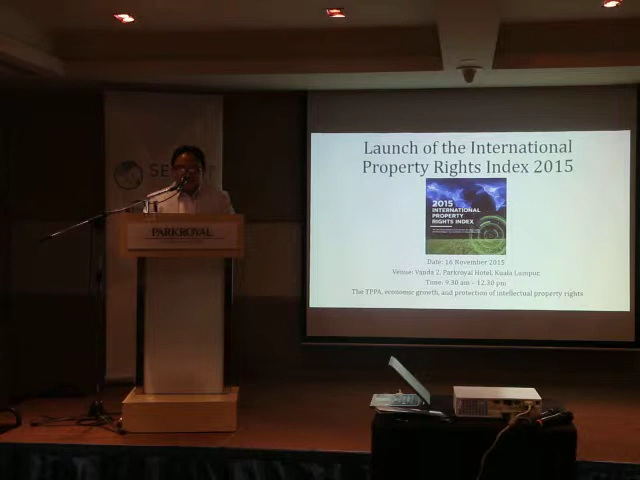 SE
T
PARKROYAL
Launch of the International
Property Rights Index 2015
2015
INTERNATIONAL
PROPERTY
RIGHTS INDEX
Date: 16 November 2015
Venue: Vanda 2, Parkroyal Hotel, Kuala Lumpur.
Time: 9.30 am – 12.30 pm
The TPPA, economic growth, and protection of intellectual property rights